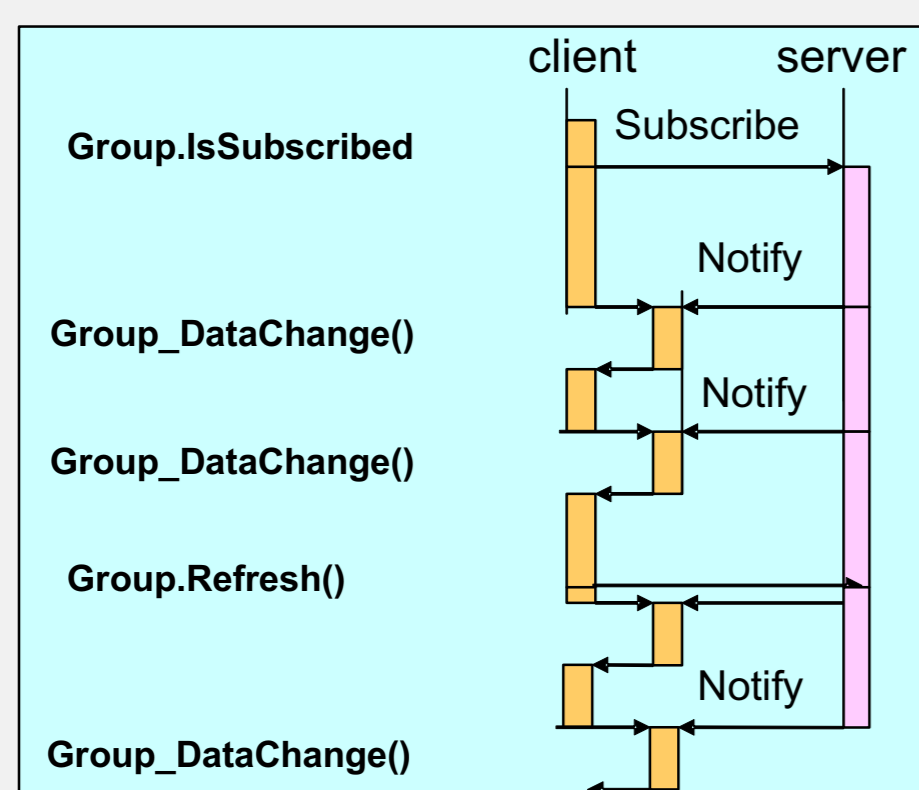 client server
Group.IsSubscribed
Subscribe
Notify
Group_DataChange()
Notify
Group_DataChange()
Group.Refresh()
Notify
Group_DataChange()